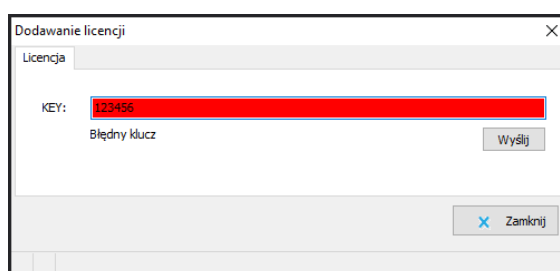 Dodawanie licencji
Licencja
KEY: 123456
Błędny klucz
Wyślij
Zamknij